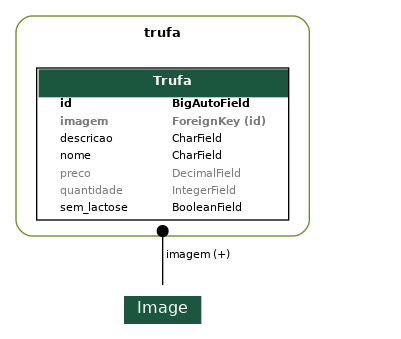 trufa
Trufa
id BigAutoField
imagem ForeignKey (id)
descricao CharField
nome CharField
preco DecimalField
quantidade IntegerField
sem_lactose BooleanField
imagem (+)
Image